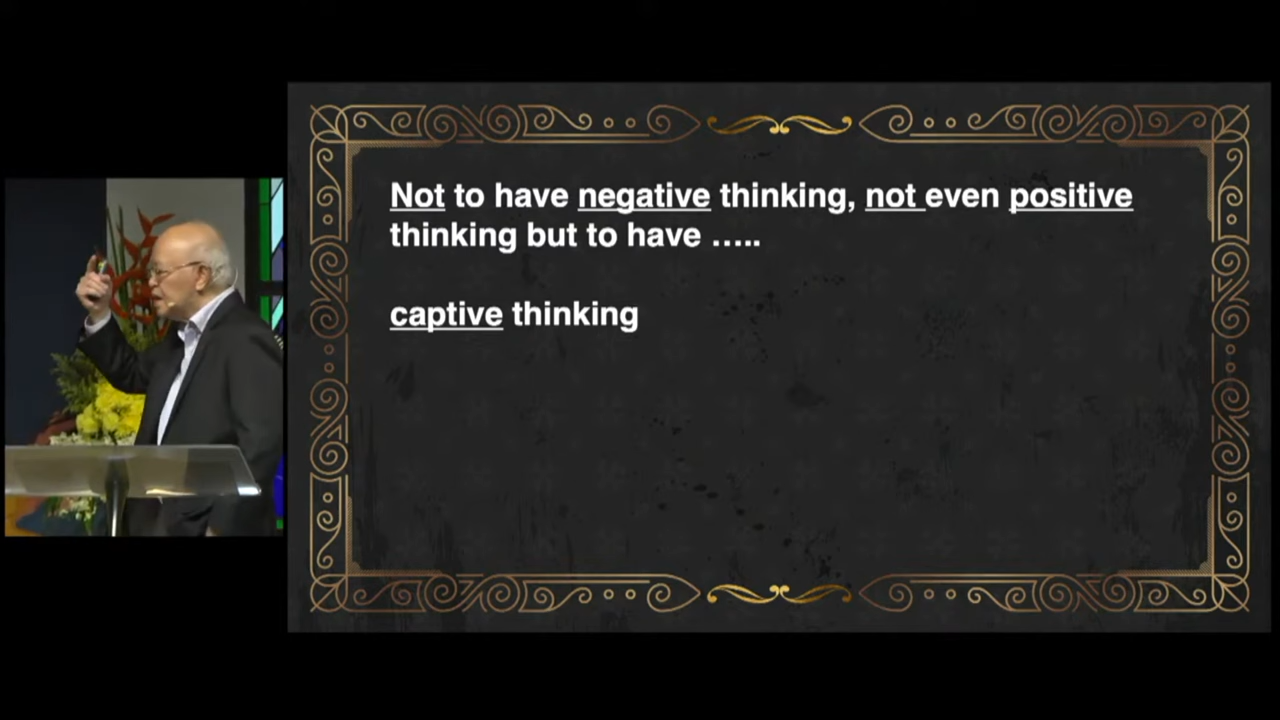 Not to have negative thinking, not even positive
thinking but to have .....
captive thinking